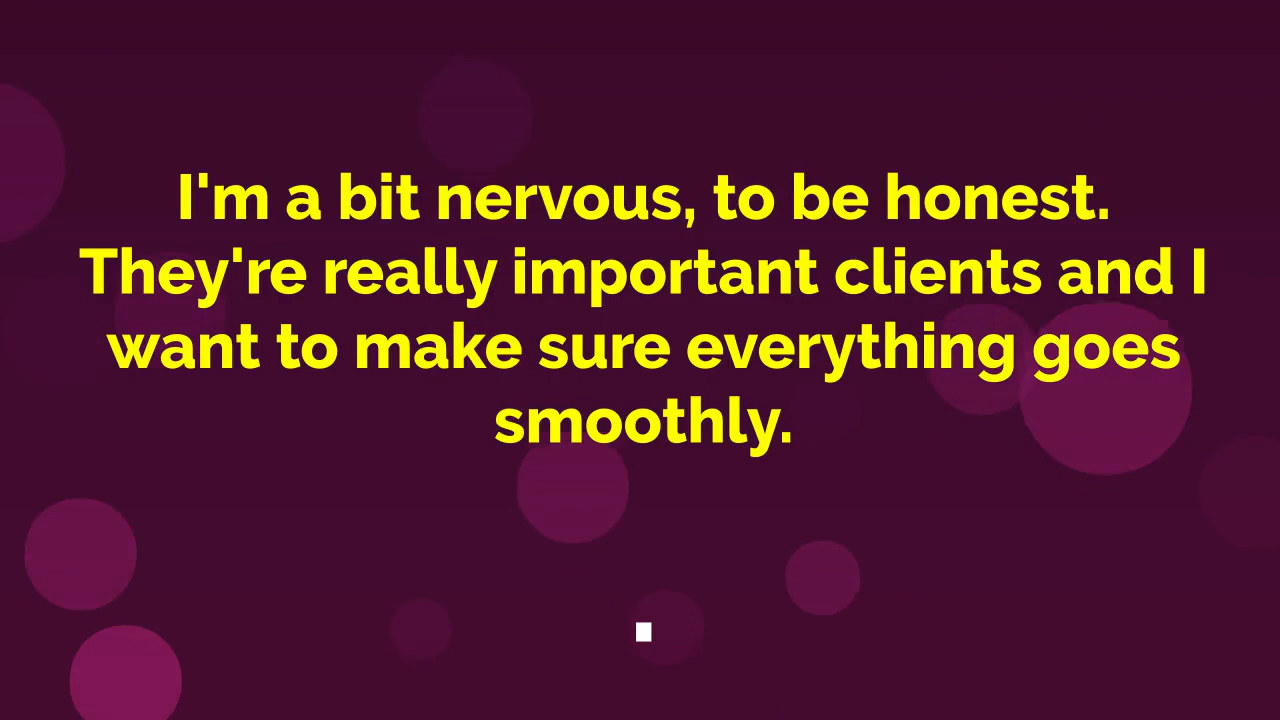 I'm a bit nervous, to be honest.
They're really important clients and I
want to make sure everything goes
smoothly.